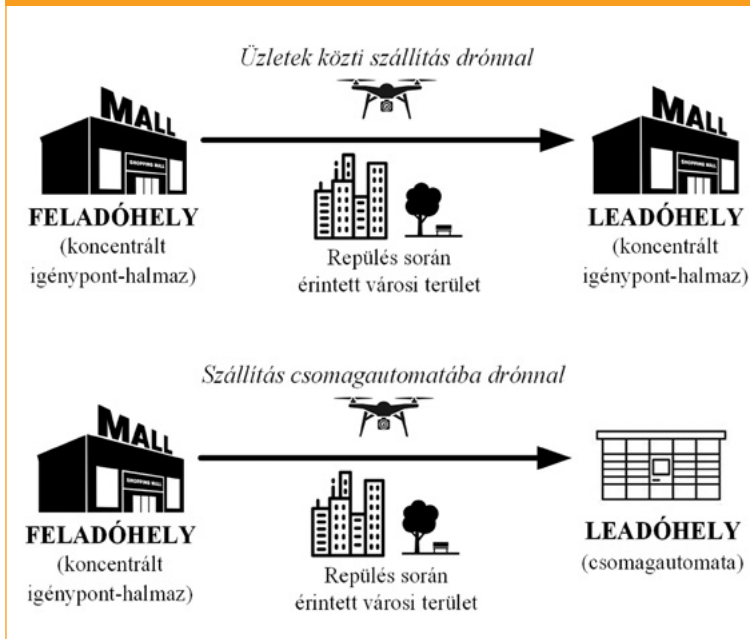 Üzletek közti szállítás drónnal
MALL
SHOPPING MALL
FELADÓHELY
(koncentrált
igénypont-halmaz)
Repülés során
érintett városi terület
MALL
SHOPPING MALL
LEADÓHELY
(koncentrált
igénypont-halmaz)
Szállítás csomagautomatába drónnal
MALL
SHOPPING MALL
FELADÓHELY
(koncentrált
igénypont-halmaz)
Repülés során
érintett városi terület
LEADÓHELY
(csomagautomata)